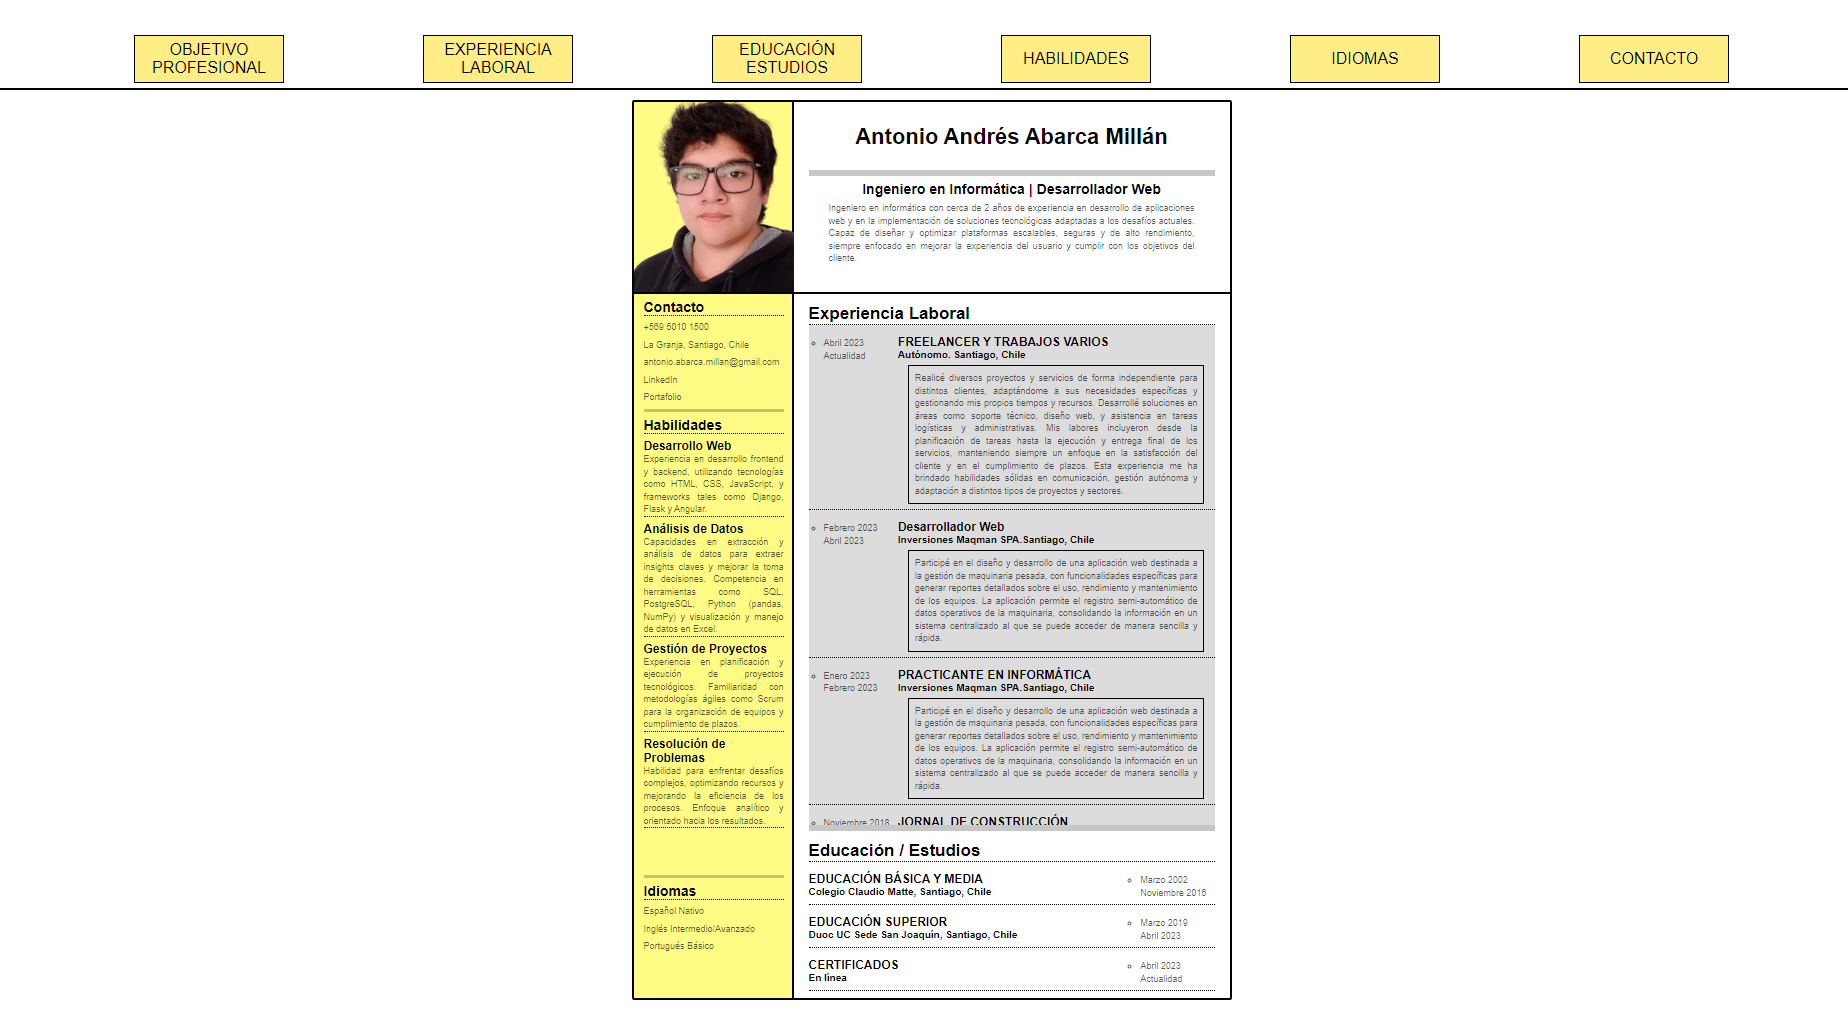 OBJETIVO
PROFESIONAL
EXPERIENCIA
LABORAL
EDUCACIÓN
ESTUDIOS
HABILIDADES
IDIOMAS
CONTACTO
Antonio Andrés Abarca Millán
Ingeniero en Informática | Desarrollador Web
Ingeniero en informática con cerca de 2 años de experiencia en desarrollo de aplicaciones
web y en la implementación de soluciones tecnológicas adaptadas a los desafíos actuales.
Capaz de diseñar y optimizar plataformas escalables, seguras y de alto rendimiento,
siempre enfocado en mejorar la experiencia del usuario y cumplir con los objetivos del
cliente.
Contacto
+569 5010 1500
La Granja, Santiago, Chile
antonio.abarca.millan@gmail.com
LinkedIn
Portafolio
Habilidades
Desarrollo Web
Experiencia en desarrollo frontend
y backend, utilizando tecnologías
como HTML, CSS, JavaScript, y
frameworks tales como Django,
Flask y Angular.
Análisis de Datos
Capacidades en extracción y
análisis de datos para extraer
insights claves y mejorar la toma
de decisiones. Competencia en
herramientas como SQL,
PostgreSQL, Python (pandas,
NumPy) y visualización y manejo
de datos en Excel.
Gestión de Proyectos
Experiencia en planificación y
ejecución de proyectos
tecnológicos. Familiaridad con
metodologías ágiles como Scrum
para la organización de equipos y
cumplimiento de plazos.
Resolución de
Problemas
Habilidad para enfrentar desafíos
complejos, optimizando recursos y
mejorando la eficiencia de los
procesos. Enfoque analítico y
orientado hacia los resultados.
Idiomas
Español Nativo
Inglés Intermedio/Avanzado
Portugués Básico
Experiencia Laboral
Abril 2023
Actualidad
FREELANCER Y TRABAJOS VARIOS
Autónomo. Santiago, Chile
Realicé diversos proyectos y servicios de forma independiente para
distintos clientes, adaptándome a sus necesidades específicas y
gestionando mis propios tiempos y recursos. Desarrollé soluciones en
áreas como soporte técnico, diseño web, y asistencia en tareas
logísticas y administrativas. Mis labores incluyeron desde la
planificación de tareas hasta la ejecución y entrega final de los
servicios, manteniendo siempre un enfoque en la satisfacción del
cliente y en el cumplimiento de plazos. Esta experiencia me ha
brindado habilidades sólidas en comunicación, gestión autónoma y
adaptación a distintos tipos de proyectos y sectores.
Febrero 2023
Abril 2023
Desarrollador Web
Inversiones Maqman SPA.Santiago, Chile
Participé en el diseño y desarrollo de una aplicación web destinada a
la gestión de maquinaria pesada, con funcionalidades específicas para
generar reportes detallados sobre el uso, rendimiento y mantenimiento
de los equipos. La aplicación permite el registro semi-automático de
datos operativos de la maquinaria, consolidando la información en un
sistema centralizado al que se puede acceder de manera sencilla y
rápida.
Enero 2023
Febrero 2023
PRACTICANTE EN INFORMÁTICA
Inversiones Maqman SPA.Santiago, Chile
Participé en el diseño y desarrollo de una aplicación web destinada a
la gestión de maquinaria pesada, con funcionalidades específicas para
generar reportes detallados sobre el uso, rendimiento y mantenimiento
de los equipos. La aplicación permite el registro semi-automático de
datos operativos de la maquinaria, consolidando la información en un
sistema centralizado al que se puede acceder de manera sencilla y
rápida.
Noviembre 2018
JORNAL DE CONSTRUCCIÓN
Educación / Estudios
EDUCACIÓN BÁSICA Y MEDIA
Colegio Claudio Matte, Santiago, Chile
Marzo 2002
Noviembre 2016
EDUCACIÓN SUPERIOR
Duoc UC Sede San Joaquín, Santiago, Chile
Marzo 2019
Abril 2023
CERTIFICADOS
En línea
Abril 2023
Actualidad